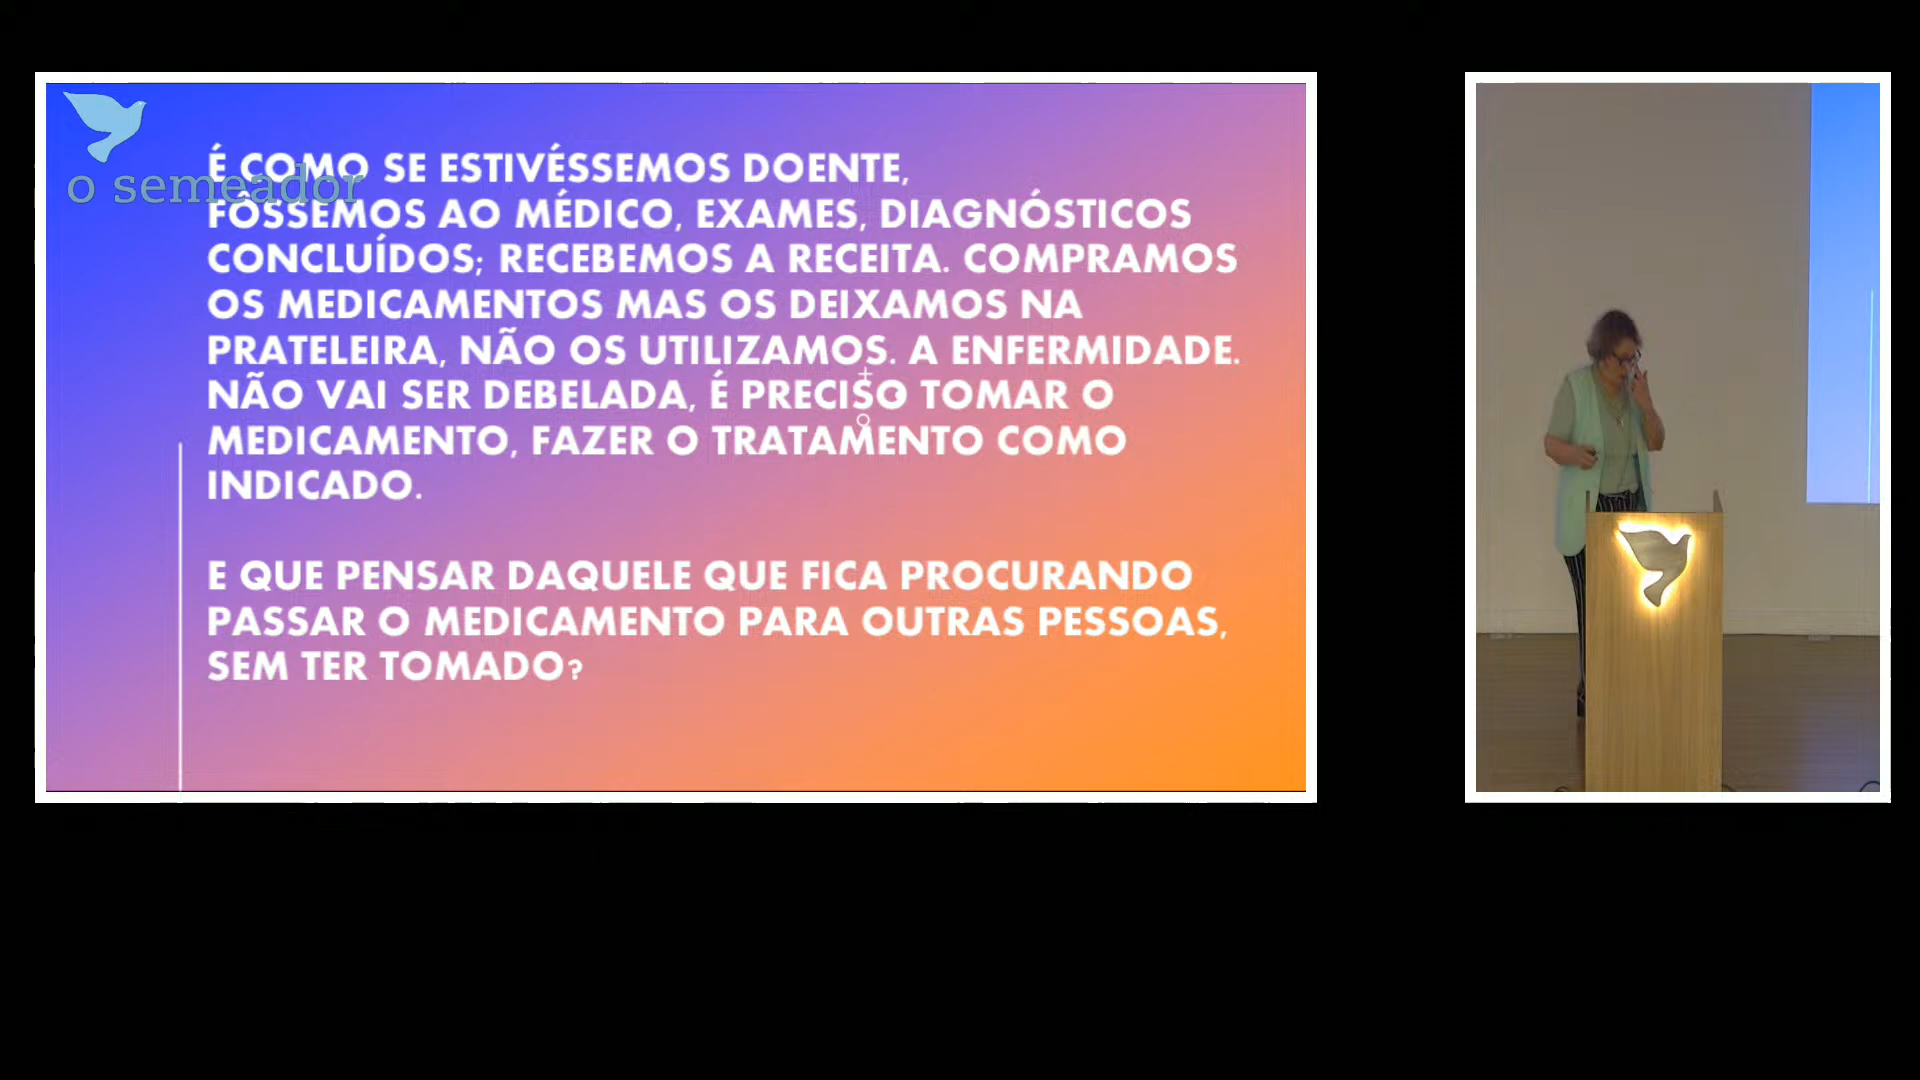 o semeador
É COMO SE ESTIVÉSSEMOS DOENTE,
FÔSSEMOS AO MÉDICO, EXAMES, DIAGNÓSTICOS
CONCLUÍDOS; RECEBEMOS A RECEITA. COMPRAMOS
OS MEDICAMENTOS MAS OS DEIXAMOS NA
PRATELEIRA, NÃO OS UTILIZAMOS. A ENFERMIDADE.
NÃO VAI SER DEBELADA, É PRECISO TOMAR O
MEDICAMENTO, FAZER O TRATAMENTO COMO
INDICADO.
E QUE PENSAR DAQUELE QUE FICA PROCURANDO
PASSAR O MEDICAMENTO PARA OUTRAS PESSOAS,
SEM TER TOMADO?